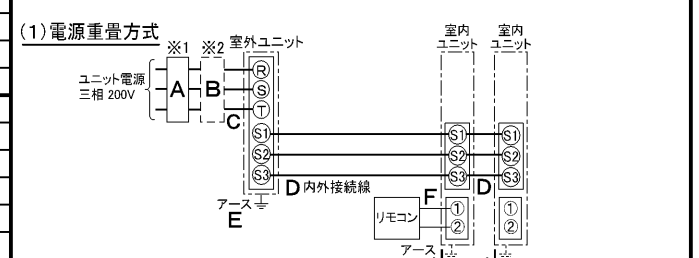 (1)電源重畳方式
※1 ※2 室外ユニット
室内
ユニット
室内
ユニット
ユニット電源
三相 200V
A
B
C
R
S
T
S1
S2
S3
S1
S2
S3
S1
S2
S3
D 内外接続線
D
アース
E
F
リモコン
①
②
①
②
アース